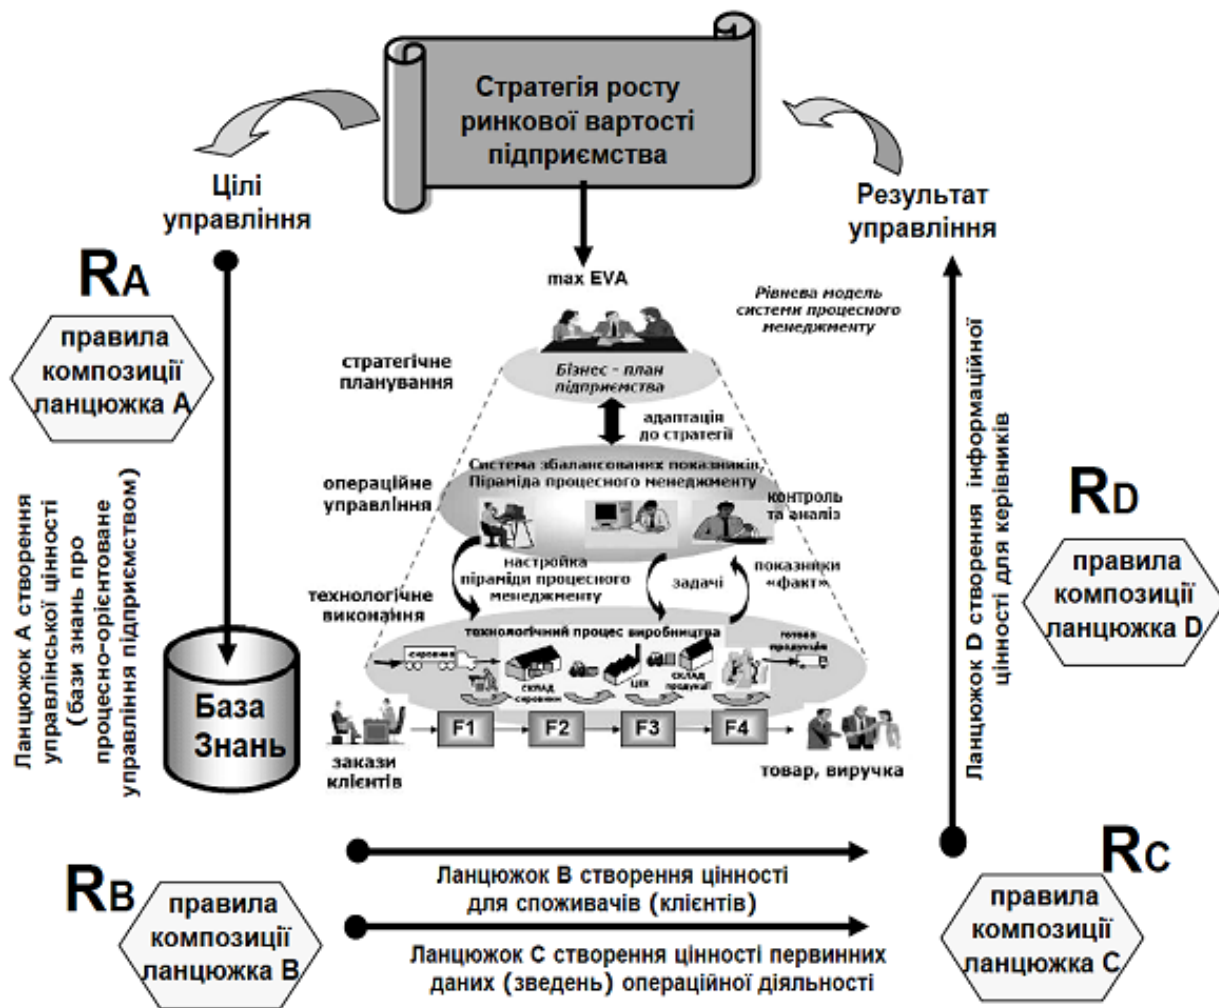 Стратегія росту
ринкової вартості
підприємства
Цілі
управління
Результат
управління
RA
правила
композиції
ланцюжка A
max EVA
Рівнева модель
системи процесного
менеджменту
стратегічне
планування
Бізнес - план
підприємства
адаптація
до стратегії
операційне
управління
Система збалансованих показників,
Піраміда процесного менеджменту
контроль
та аналіз
настройка
піраміди процесного
менеджменту
задачі
показники
«факт»
технологічне
виконання
технологічний процес виробництва
сировина
готова
продукція
склад
сировини
цех
склад
продукції
F1
F2
F3
F4
закази
клієнтів
товар, виручка
Ланцюжок A створення
управлінської цінності
(бази знань про
процесно-орієнтоване
управління підприємством)
База
Знань
Ланцюжок D створення інформаційної
цінності для керівників
RD
правила
композиції
ланцюжка D
RB
правила
композиції
ланцюжка B
Ланцюжок B створення цінності
для споживачів (клієнтів)
Ланцюжок C створення цінності первинних
даних (зведень) операційної діяльності
RC
правила
композиції
ланцюжка C